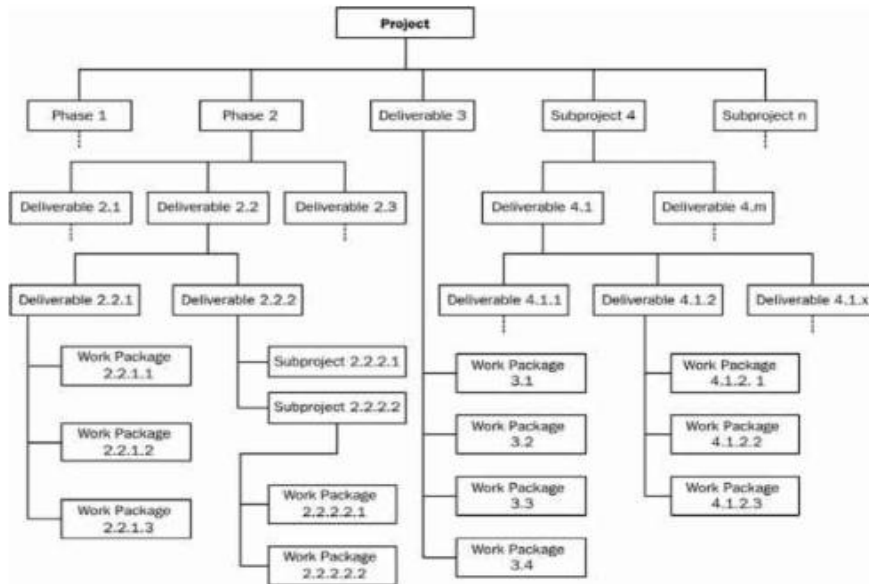 Project
Phase 1
Phase 2
Deliverable 3
Subproject 4
Subproject n
Deliverable 2.1
Deliverable 2.2
Deliverable 2.3
Deliverable 4.1
Deliverable 4.m
Deliverable 2.2.1
Deliverable 2.2.2
Deliverable 4.1.1
Deliverable 4.1.2
Deliverable 4.1.x
Work Package
2.2.1.1
Subproject 2.2.2.1
Work Package
3.1
Work Package
4.1.2. 1
Subproject 2.2.2.2
Work Package
2.2.1.2
Work Package
3.2
Work Package
4.1.2.2
Work Package
2.2.1.3
Work Package
2.2.2.2.1
Work Package
3.3
Work Package
4.1.2.3
Work Package
2.2.2.2.2
Work Package
3.4